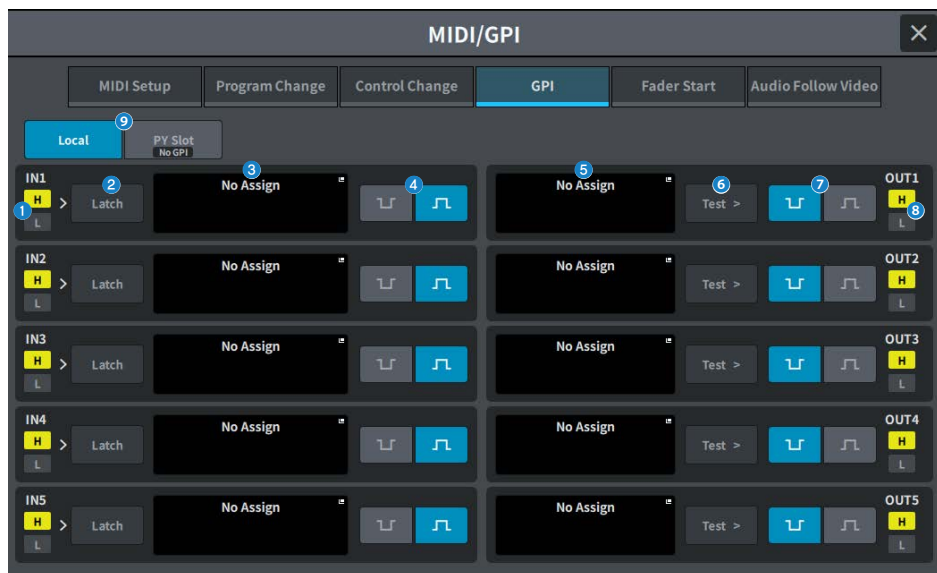 MIDI/GPI
MIDI Setup Program Change Control Change GPI Fader Start Audio Follow Video
9
Local PY Slot
No GPI
IN1 2 3 No Assign 4 5 No Assign 6 7 OUT1
1 H > Latch Test > H 8
L L
IN2 No Assign No Assign OUT2
H > Latch Test > H
L L
IN3 No Assign No Assign OUT3
H > Latch Test > H
L L
IN4 No Assign No Assign OUT4
H > Latch Test > H
L L
IN5 No Assign No Assign OUT5
H > Latch Test > H
L L